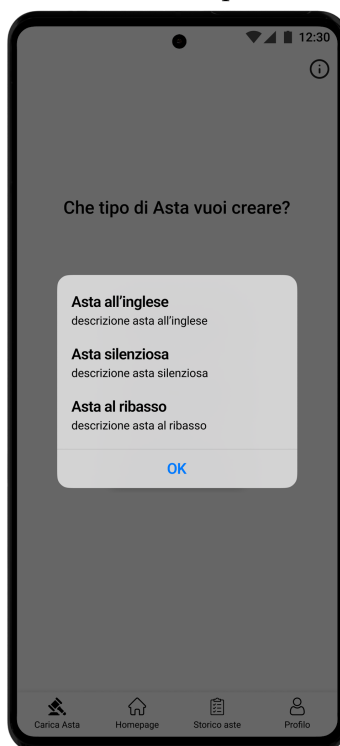 12:30
Che tipo di Asta vuoi creare?
Asta all'inglese
descrizione asta all'inglese
Asta silenziosa
descrizione asta silenziosa
Asta al ribasso
descrizione asta al ribasso
OK
Carica Asta
Homepage
Storico aste
Profilo